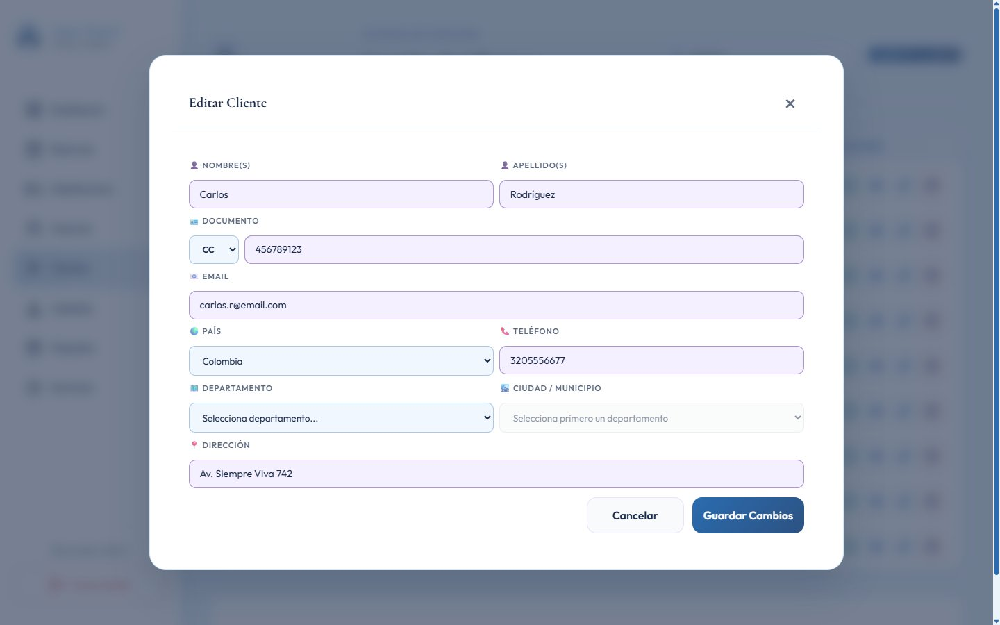 Editar Cliente
×
NOMBRE(S)
APELLIDO(S)
Carlos
Rodríguez
DOCUMENTO
CC
456789123
EMAIL
carlos.r@email.com
PAÍS
TELÉFONO
Colombia
3205556677
DEPARTAMENTO
CIUDAD / MUNICIPIO
Selecciona departamento...
Selecciona primero un departamento
DIRECCIÓN
Av. Siempre Viva 742
Cancelar
Guardar Cambios